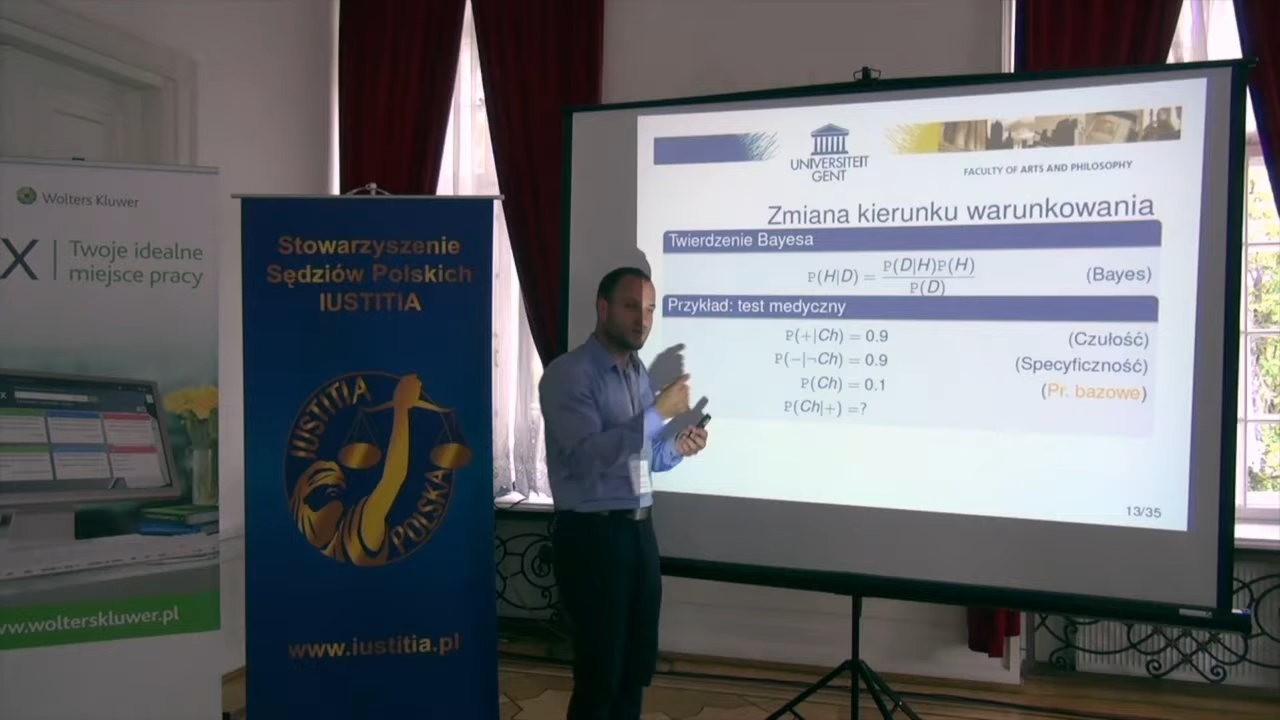 Wolters Kluwer
X
Twoje idealne
miejsce pracy
www.wolterskluwer.pl
Stowarzyszenie
Sędziów Polskich
IUSTITIA
IUSTITIA
POLSKA
www.iustitia.pl
UNIVERSITEIT
GENT
FACULTY OF ARTS AND PHILOSOPHY
Zmiana kierunku warunkowania
Twierdzenie Bayesa
P(H|D) = P(D|H)P(H) / P(D) (Bayes)
Przykład: test medyczny
P(+|Ch) = 0.9 (Czułość)
P(−|¬Ch) = 0.9 (Specyficzność)
P(Ch) = 0.1 (Pr. bazowe)
P(Ch|+) =?
13/35